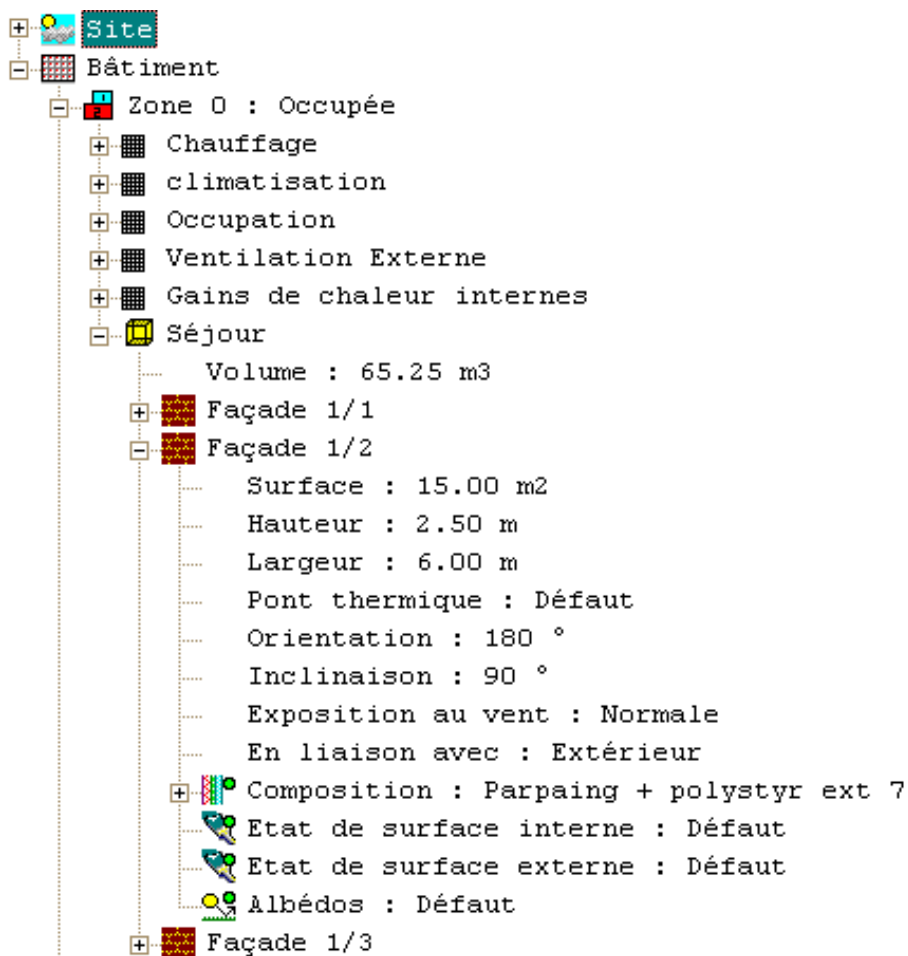 Site
Bâtiment
Zone 0 : Occupée
Chauffage
climatisation
Occupation
Ventilation Externe
Gains de chaleur internes
Séjour
Volume : 65.25 m3
Façade 1/1
Façade 1/2
Surface : 15.00 m2
Hauteur : 2.50 m
Largeur : 6.00 m
Pont thermique : Défaut
Orientation : 180 °
Inclinaison : 90 °
Exposition au vent : Normale
En liaison avec : Extérieur
Composition : Parpaing + polystyr ext 7
Etat de surface interne : Défaut
Etat de surface externe : Défaut
Albédos : Défaut
Façade 1/3